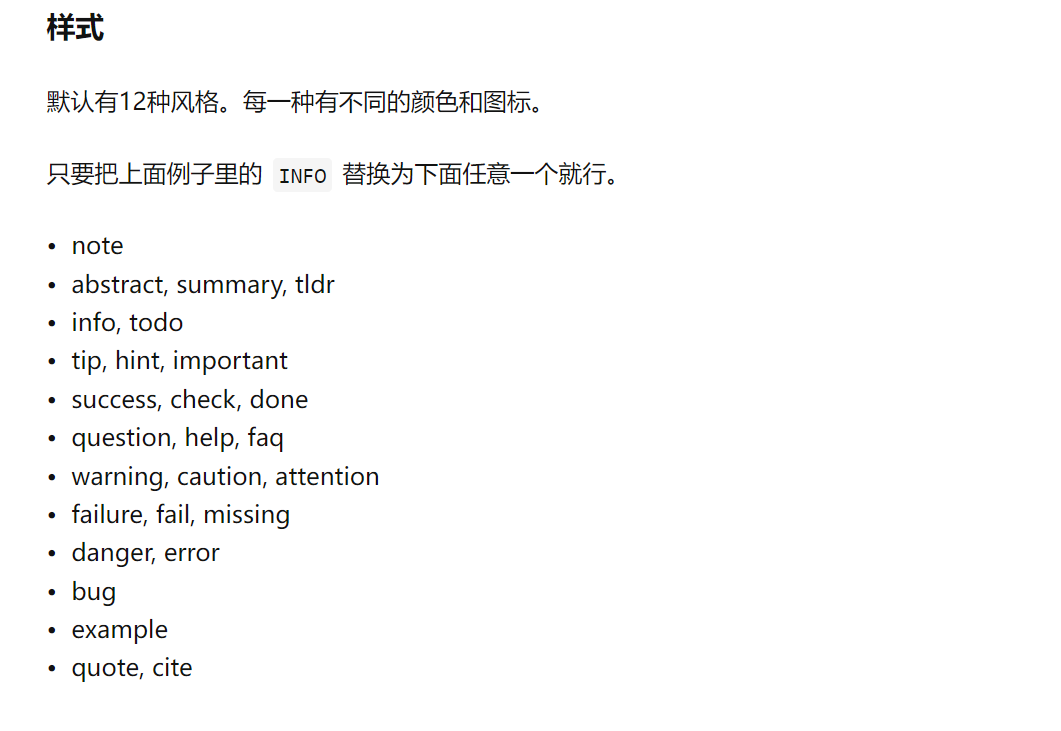 样式
默认有12种风格。每一种有不同的颜色和图标。
只要把上面例子里的 INFO 替换为下面任意一个就行。
• note
• abstract, summary, tldr
• info, todo
• tip, hint, important
• success, check, done
• question, help, faq
• warning, caution, attention
• failure, fail, missing
• danger, error
• bug
• example
• quote, cite